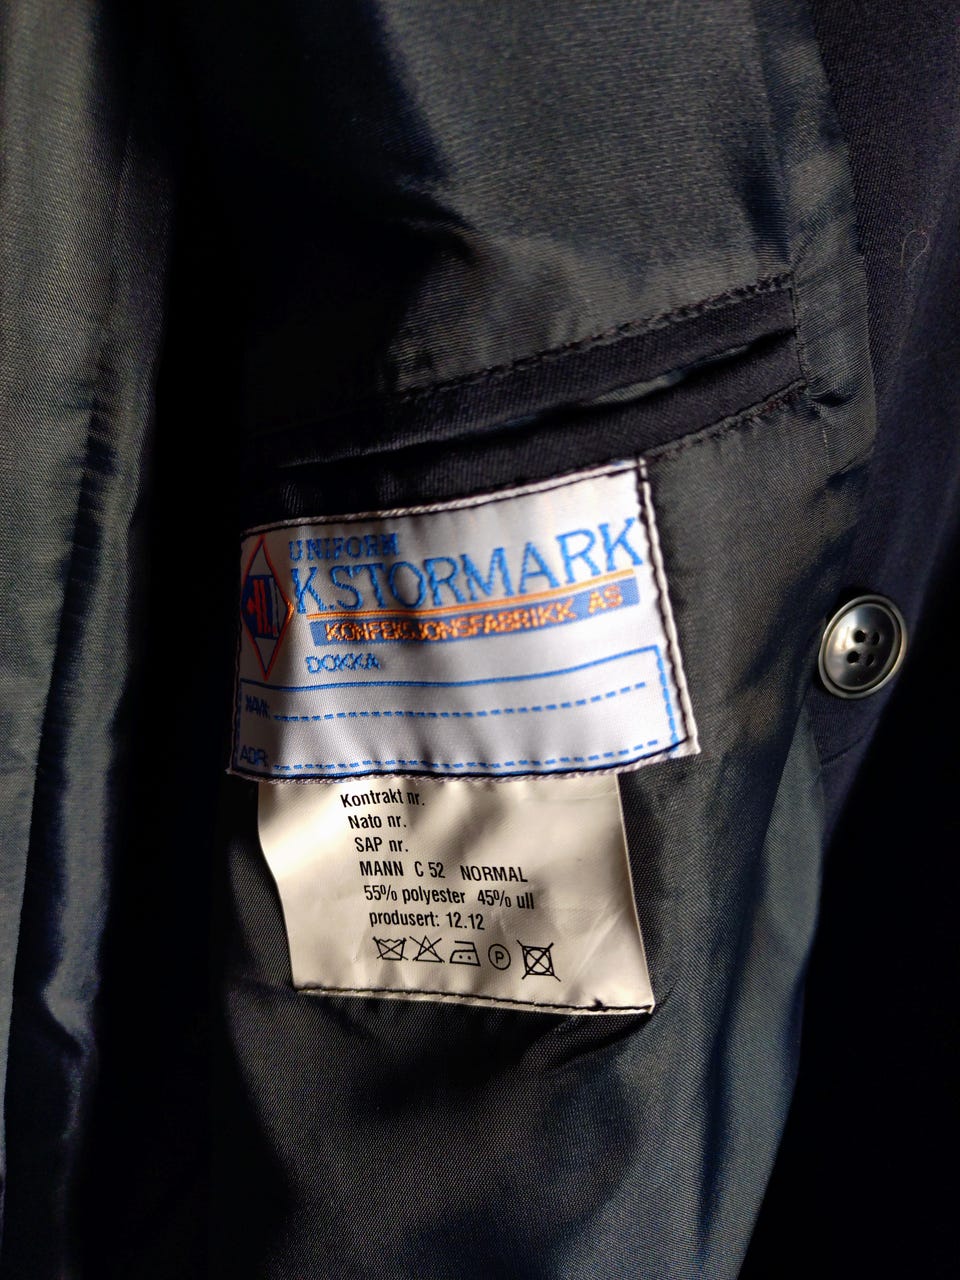 UNIFORM
K.STORMARK
KONFEKSJONSFABRIKK AS
DOKKA
NAVN:
ADR:
Kontrakt nr.
Nato nr.
SAP nr.
MANN C 52 NORMAL
55% polyester 45% ull
produsert: 12.12
P